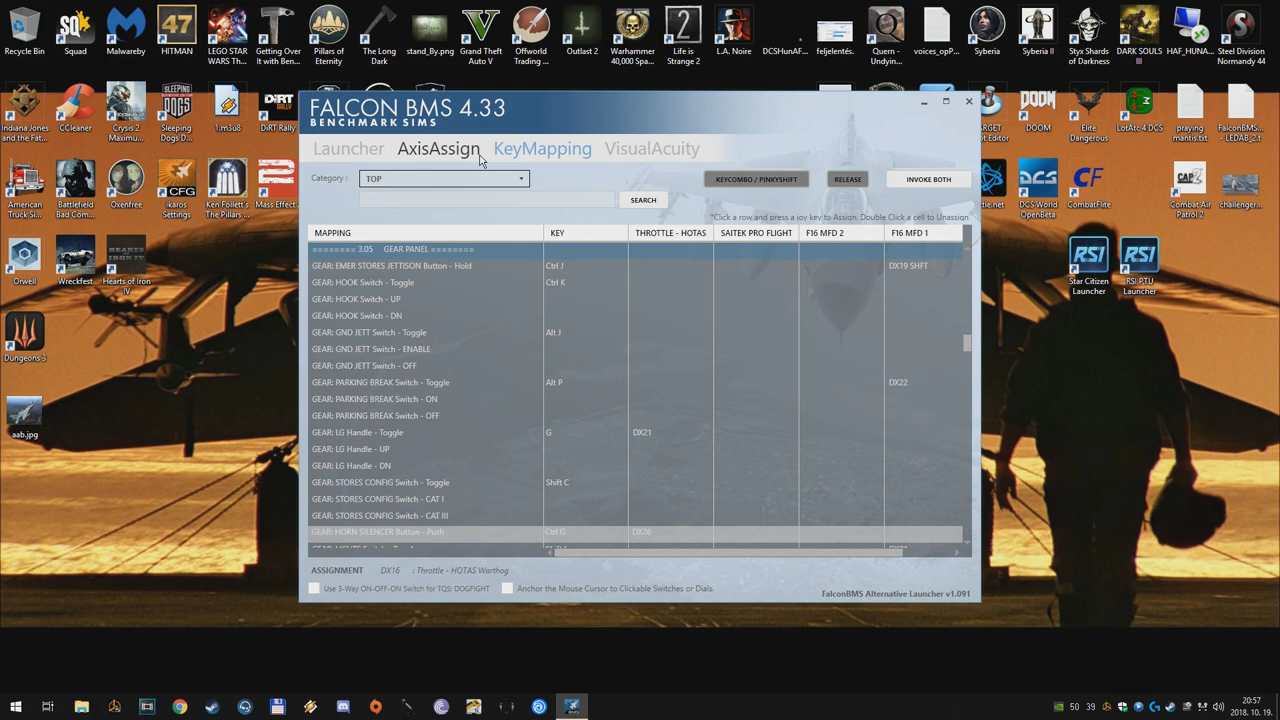 Recycle Bin
Squad
Malwareby
HITMAN
LEGO STAR WARS Th...
Getting Over It with Ben...
Pillars of Eternity
The Long Dark
stand_By.png
Grand Theft Auto V
Offworld Trading ...
Outlast 2
Warhammer 40,000 Spa...
Life is Strange 2
L.A. Noire
DCSHunAF...
fejlejentés.
Quern - Undyin...
voices_opP...
Syberia
Syberia II
Styx Shards of Darkness
DARK SOULS III
HAF_HUNA...
Steel Division Normandy 44
Indiana Jones and the Fat...
CCleaner
Crysis 2 Maximu...
Sleeping Dogs D...
1.m3u8
DiRT Rally
DOOM
Elite Dangerous
LotAtc 4 DCS
praying mantis.txt
FalconBMS... - LEZDAB...
American Truck Si...
Battlefield Bad Com...
Oxenfree
Ikaros Settings
Ken Follett's The Pillars ...
Mass Effect
DCS World OpenBeta
CombatFlite
Combat Air Patrol 2
challenger...
Orwell
Wreckfest
Hearts of Iron IV
Star Citizen Launcher
RSI PTU Launcher
Dungeons 3
aab.jpg
FALCON BMS 4.33
BENCHMARK SIMS
Launcher AxisAssign KeyMapping VisualAcuity
Category : TOP KEYCOMBO / PINKYSHIFT RELEASE INVOKE BOTH
SEARCH
*Click a row and press a joy key to Assign. Double Click a cell to Unassign
MAPPING KEY THROTTLE - HOTAS SAITEK PRO FLIGHT F16 MFD 2 F16 MFD 1
======== 3.05 GEAR PANEL ========
GEAR: EMER STORES JETTISON Button - Hold Ctrl J DX19 SHFT
GEAR: HOOK Switch - Toggle Ctrl K
GEAR: HOOK Switch - UP
GEAR: HOOK Switch - DN
GEAR: GND JETT Switch - Toggle Alt J
GEAR: GND JETT Switch - ENABLE
GEAR: GND JETT Switch - OFF
GEAR: PARKING BREAK Switch - Toggle Alt P DX22
GEAR: PARKING BREAK Switch - ON
GEAR: PARKING BREAK Switch - OFF
GEAR: LG Handle - Toggle G DX21
GEAR: LG Handle - UP
GEAR: LG Handle - DN
GEAR: STORES CONFIG Switch - Toggle Shift C
GEAR: STORES CONFIG Switch - CAT I
GEAR: STORES CONFIG Switch - CAT III
GEAR: HORN SILENCER Button - Push Ctrl G DX26
ASSIGNMENT DX16 : Throttle - HOTAS Warthog
Use 3-Way ON-OFF-ON Switch for TQS: DOGFIGHT Anchor the Mouse Cursor to Clickable Switches or Dials.
FalconBMS Alternative Launcher v1.091
50 39
20:57
2018. 10. 19.